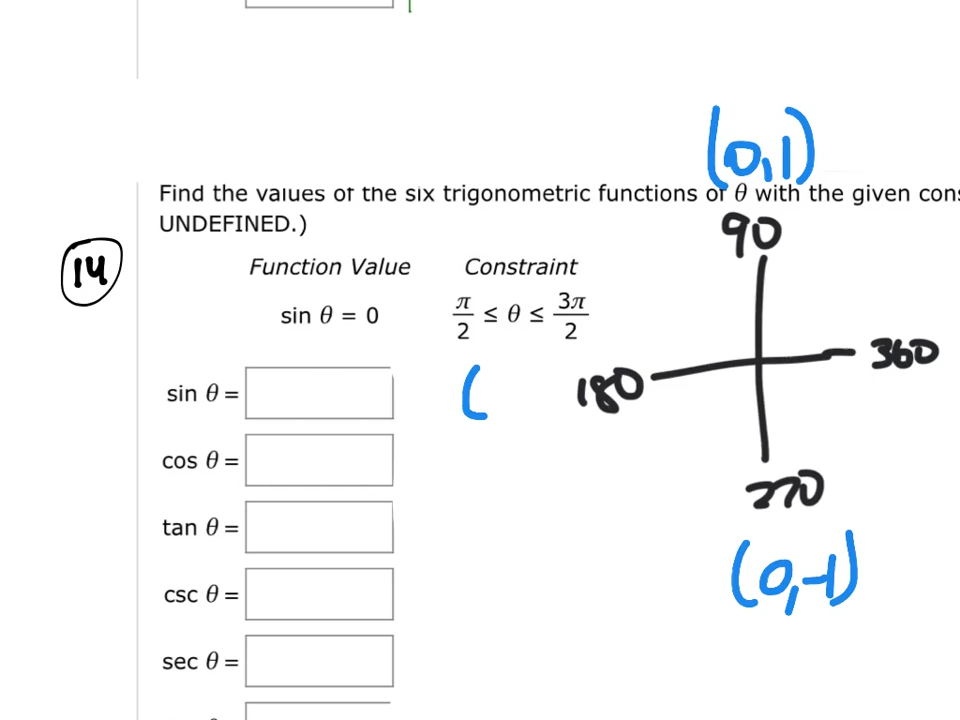 (0,1)
Find the values of the six trigonometric functions of θ with the given cons
UNDEFINED.)
90
14
Function Value Constraint
sin θ = 0 π/2 ≤ θ ≤ 3π/2
360
180
sin θ = (
cos θ =
270
tan θ =
(0,-1)
csc θ =
sec θ =